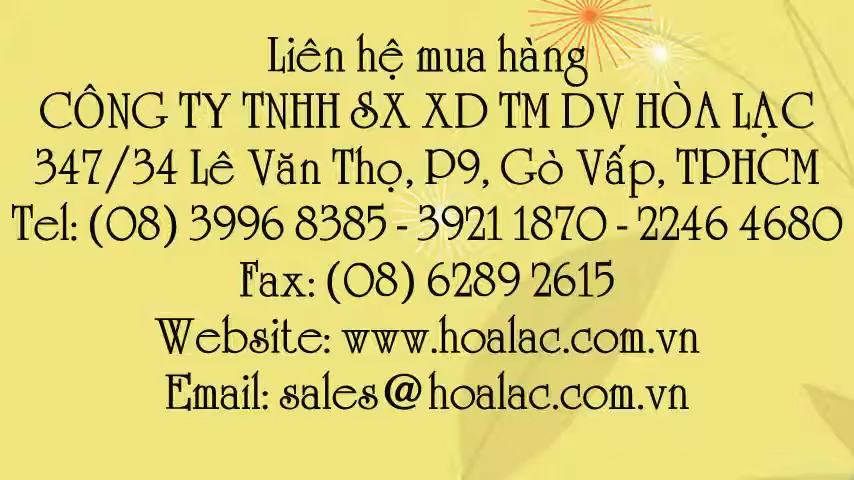 Liên hệ mua hàng
CÔNG TY TNHH SX XD TM DV HÒA LẠC
347/34 Lê Văn Thọ, P9, Gò Vấp, TPHCM
Tel: (08) 3996 8385 - 3921 1870 - 2246 4680
Fax: (08) 6289 2615
Website: www.hoalac.com.vn
Email: sales@hoalac.com.vn